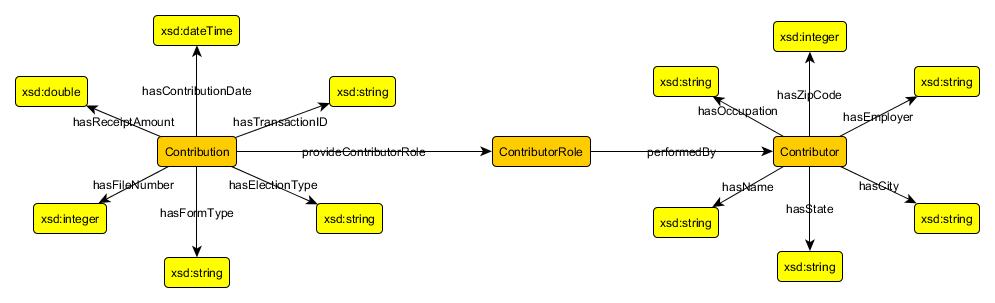 xsd:dateTime
xsd:integer
xsd:double
hasContributionDate
xsd:string
xsd:string
hasZipCode
xsd:string
hasReceiptAmount
hasTransactionID
hasOccupation
hasEmployer
Contribution
provideContributorRole
ContributorRole
performedBy
Contributor
hasFileNumber
hasElectionType
hasName
hasCity
xsd:integer
hasFormType
xsd:string
xsd:string
hasState
xsd:string
xsd:string
xsd:string